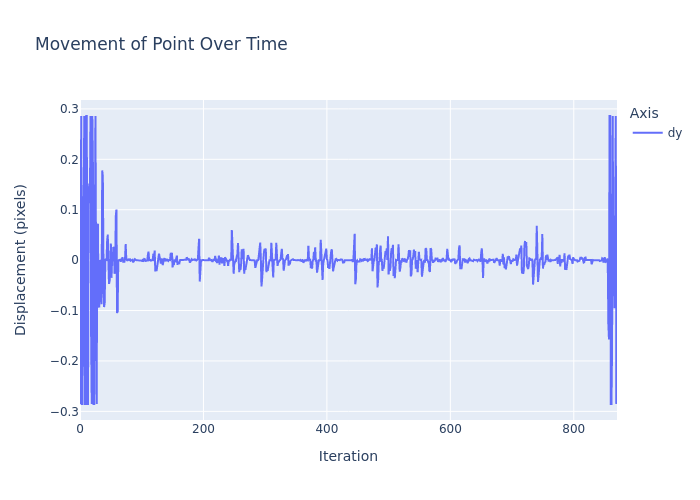 Movement of Point Over Time
Axis
dy
Displacement (pixels)
0.3
0.2
0.1
0
−0.1
−0.2
−0.3
0 200 400 600 800
Iteration